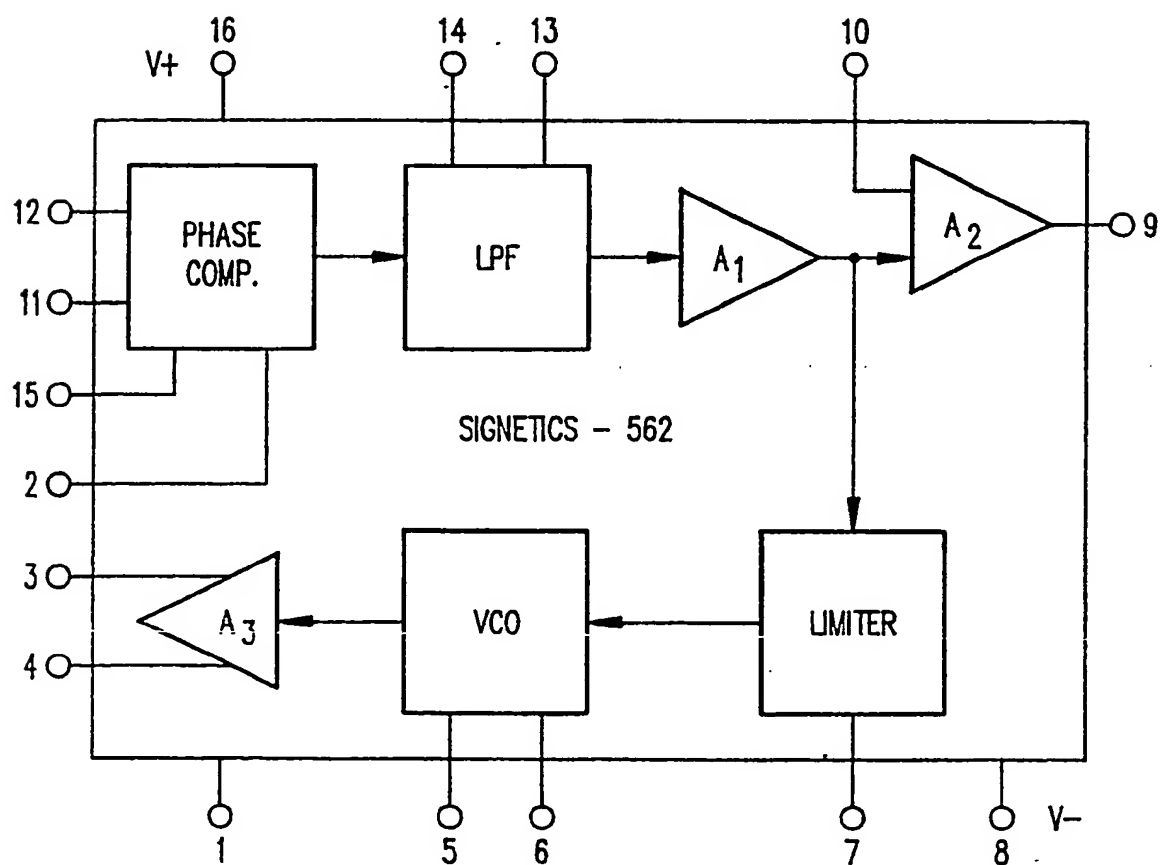 16
14
13
10
V+
12
PHASE
COMP.
LPF
A1
A2
9
11
15
SIGNETICS - 562
2
3
A3
VCO
LIMITER
4
1
5
6
7
8
V-